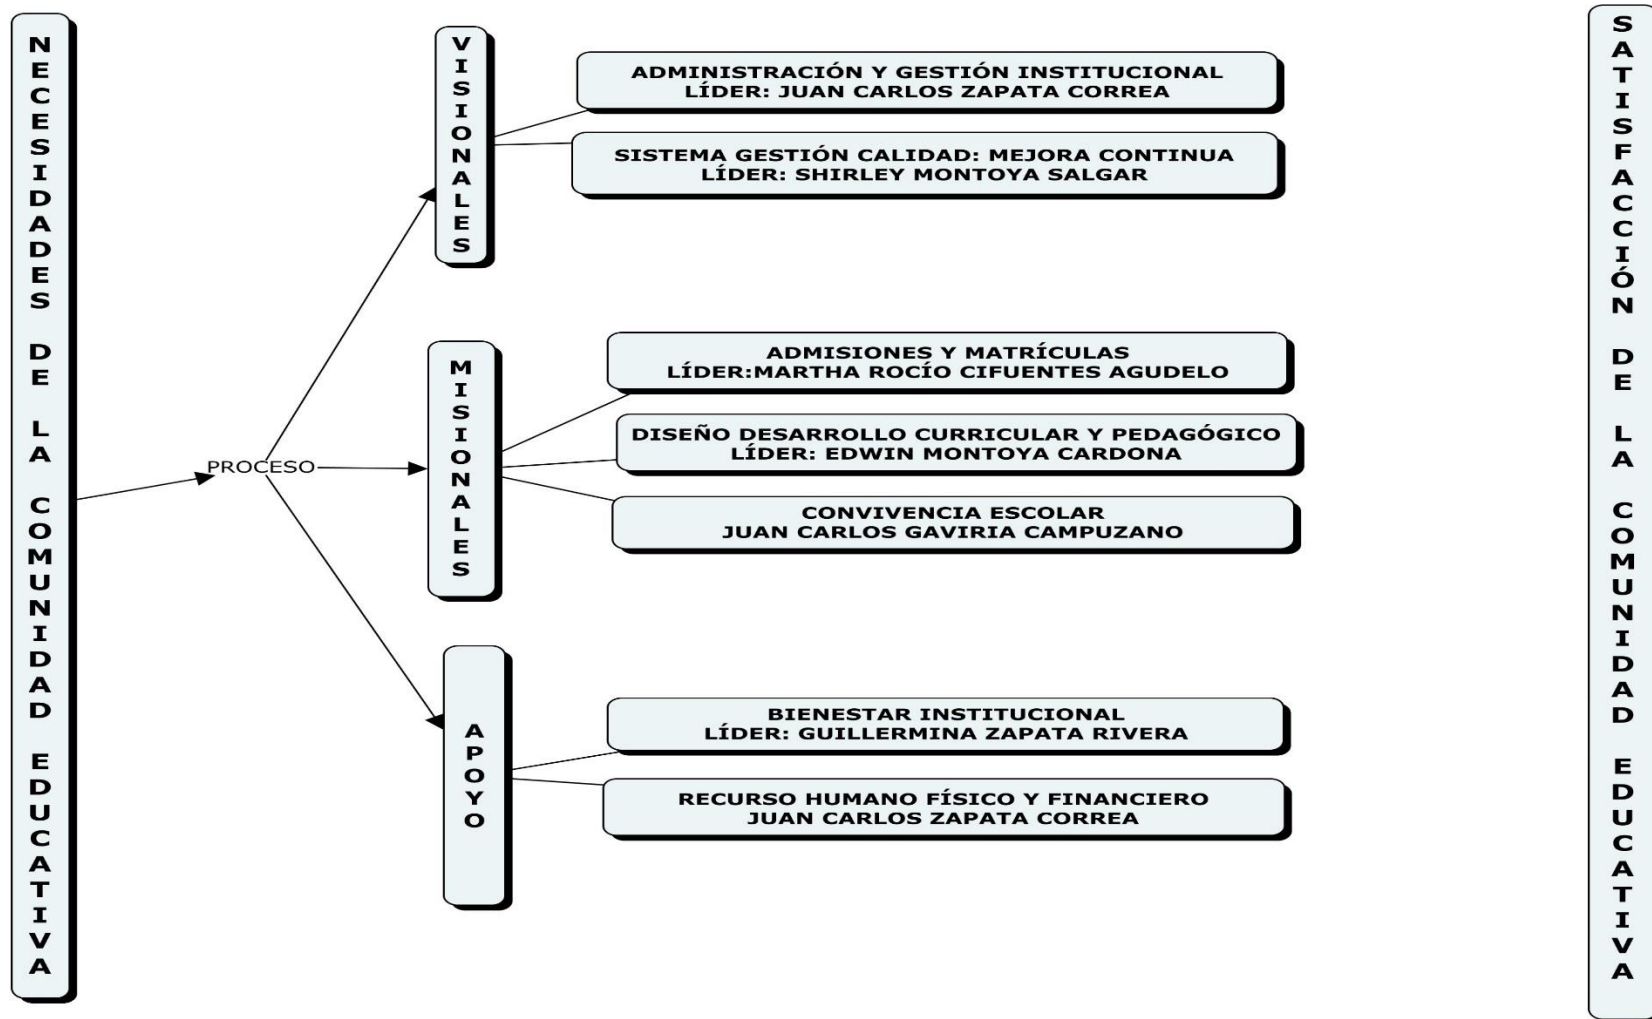 NECESIDADES DE LA COMUNIDAD EDUCATIVA
PROCESO
VISIONALES
ADMINISTRACIÓN Y GESTIÓN INSTITUCIONAL
LÍDER: JUAN CARLOS ZAPATA CORREA
SISTEMA GESTIÓN CALIDAD: MEJORA CONTINUA
LÍDER: SHIRLEY MONTOYA SALGAR
MISIONALES
ADMISIONES Y MATRÍCULAS
LÍDER:MARTHA ROCÍO CIFUENTES AGUDELO
DISEÑO DESARROLLO CURRICULAR Y PEDAGÓGICO
LÍDER: EDWIN MONTOYA CARDONA
CONVIVENCIA ESCOLAR
JUAN CARLOS GAVIRIA CAMPUZANO
APOYO
BIENESTAR INSTITUCIONAL
LÍDER: GUILLERMINA ZAPATA RIVERA
RECURSO HUMANO FÍSICO Y FINANCIERO
JUAN CARLOS ZAPATA CORREA
SATISFACCIÓN DE LA COMUNIDAD EDUCATIVA